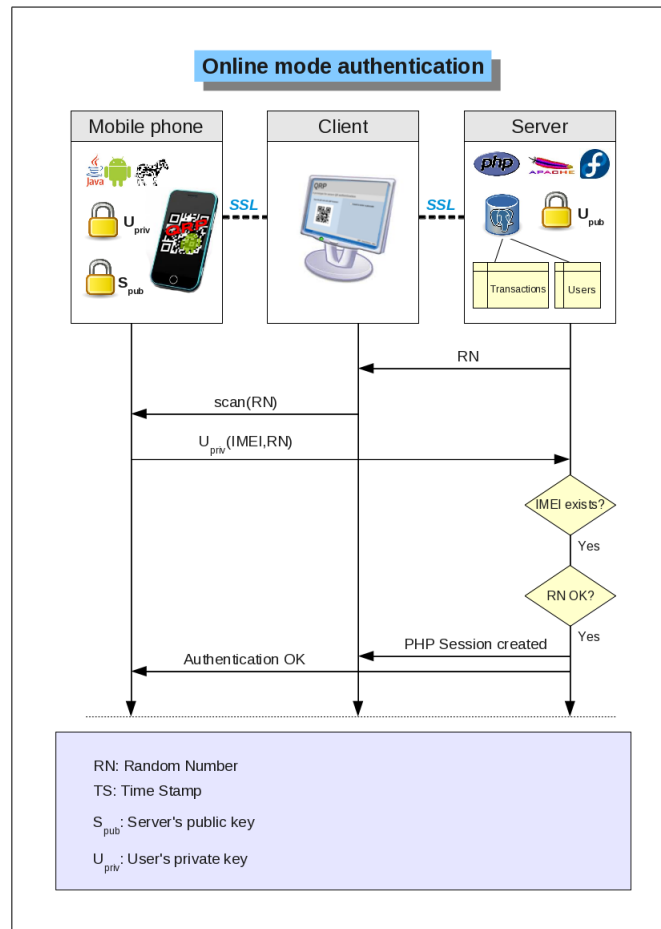 Online mode authentication
Mobile phone
Client
Server
Java
php
APACHE
QRP
QRP
U priv
SSL
SSL
U pub
S pub
Transactions
Users
RN
scan(RN)
U priv (IMEI,RN)
IMEI exists?
Yes
RN OK?
Yes
PHP Session created
Authentication OK
RN: Random Number
TS: Time Stamp
S pub : Server's public key
U priv : User's private key